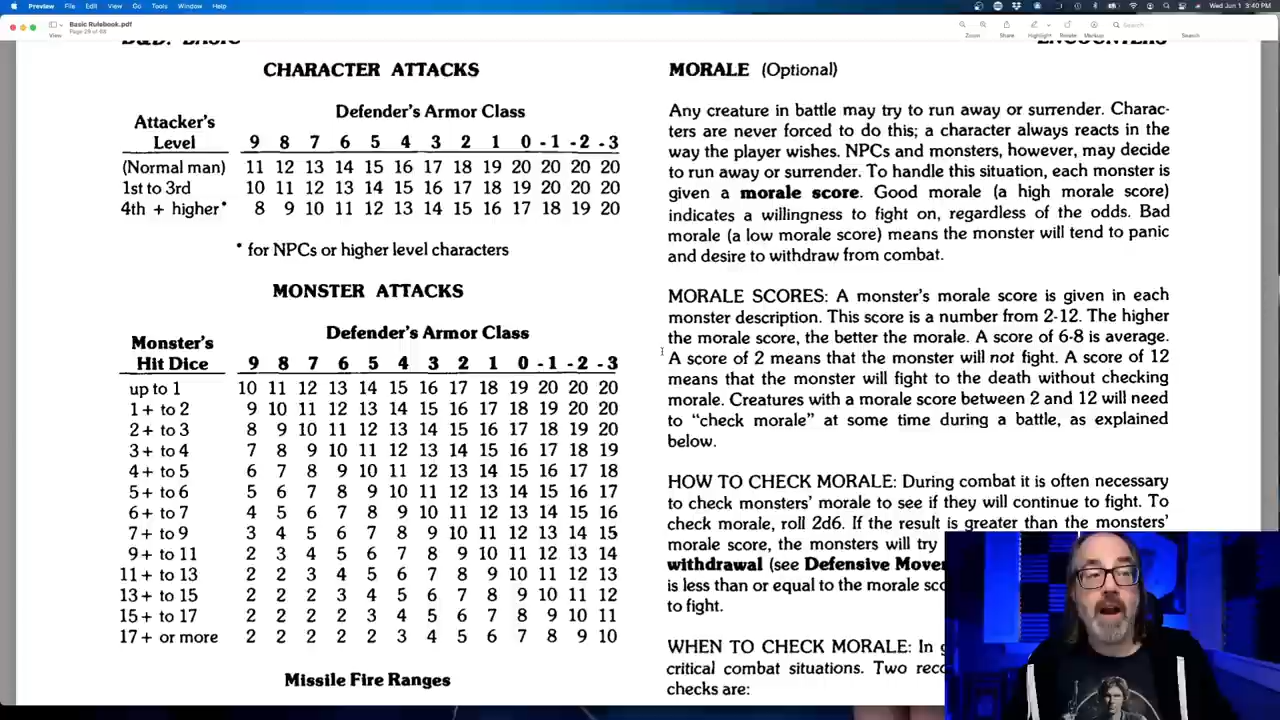 Preview File Edit View Go Tools Window Help
Wed Jun 1 3:40 PM
Basic Rulebook.pdf
View
Zoom Share Highlight Rotate Markup Search
Search
D&D: BASIC
ENCOUNTERS
CHARACTER ATTACKS
Defender's Armor Class
Attacker's
Level 9 8 7 6 5 4 3 2 1 0 -1 -2 -3
(Normal man) 11 12 13 14 15 16 17 18 19 20 20 20 20
1st to 3rd 10 11 12 13 14 15 16 17 18 19 20 20 20
4th + higher* 8 9 10 11 12 13 14 15 16 17 18 19 20
* for NPCs or higher level characters
MONSTER ATTACKS
Defender's Armor Class
Monster's
Hit Dice 9 8 7 6 5 4 3 2 1 0 -1 -2 -3
up to 1 10 11 12 13 14 15 16 17 18 19 20 20 20
1+ to 2 9 10 11 12 13 14 15 16 17 18 19 20 20
2+ to 3 8 9 10 11 12 13 14 15 16 17 18 19 20
3+ to 4 7 8 9 10 11 12 13 14 15 16 17 18 19
4+ to 5 6 7 8 9 10 11 12 13 14 15 16 17 18
5+ to 6 5 6 7 8 9 10 11 12 13 14 15 16 17
6+ to 7 4 5 6 7 8 9 10 11 12 13 14 15 16
7+ to 9 3 4 5 6 7 8 9 10 11 12 13 14 15
9+ to 11 2 3 4 5 6 7 8 9 10 11 12 13 14
11+ to 13 2 2 3 4 5 6 7 8 9 10 11 12 13
13+ to 15 2 2 2 3 4 5 6 7 8 9 10 11 12
15+ to 17 2 2 2 2 3 4 5 6 7 8 9 10 11
17+ or more 2 2 2 2 2 3 4 5 6 7 8 9 10
Missile Fire Ranges
MORALE (Optional)
Any creature in battle may try to run away or surrender. Charac-
ters are never forced to do this; a character always reacts in the
way the player wishes. NPCs and monsters, however, may decide
to run away or surrender. To handle this situation, each monster is
given a morale score. Good morale (a high morale score)
indicates a willingness to fight on, regardless of the odds. Bad
morale (a low morale score) means the monster will tend to panic
and desire to withdraw from combat.
MORALE SCORES: A monster's morale score is given in each
monster description. This score is a number from 2-12. The higher
the morale score, the better the morale. A score of 6-8 is average.
A score of 2 means that the monster will not fight. A score of 12
means that the monster will fight to the death without checking
morale. Creatures with a morale score between 2 and 12 will need
to "check morale" at some time during a battle, as explained
below.
HOW TO CHECK MORALE: During combat it is often necessary
to check monsters' morale to see if they will continue to fight. To
check morale, roll 2d6. If the result is greater than the monsters'
morale score, the monsters will try
withdrawal (see Defensive Move
is less than or equal to the morale sco
to fight.
WHEN TO CHECK MORALE: In
critical combat situations. Two reco
checks are: